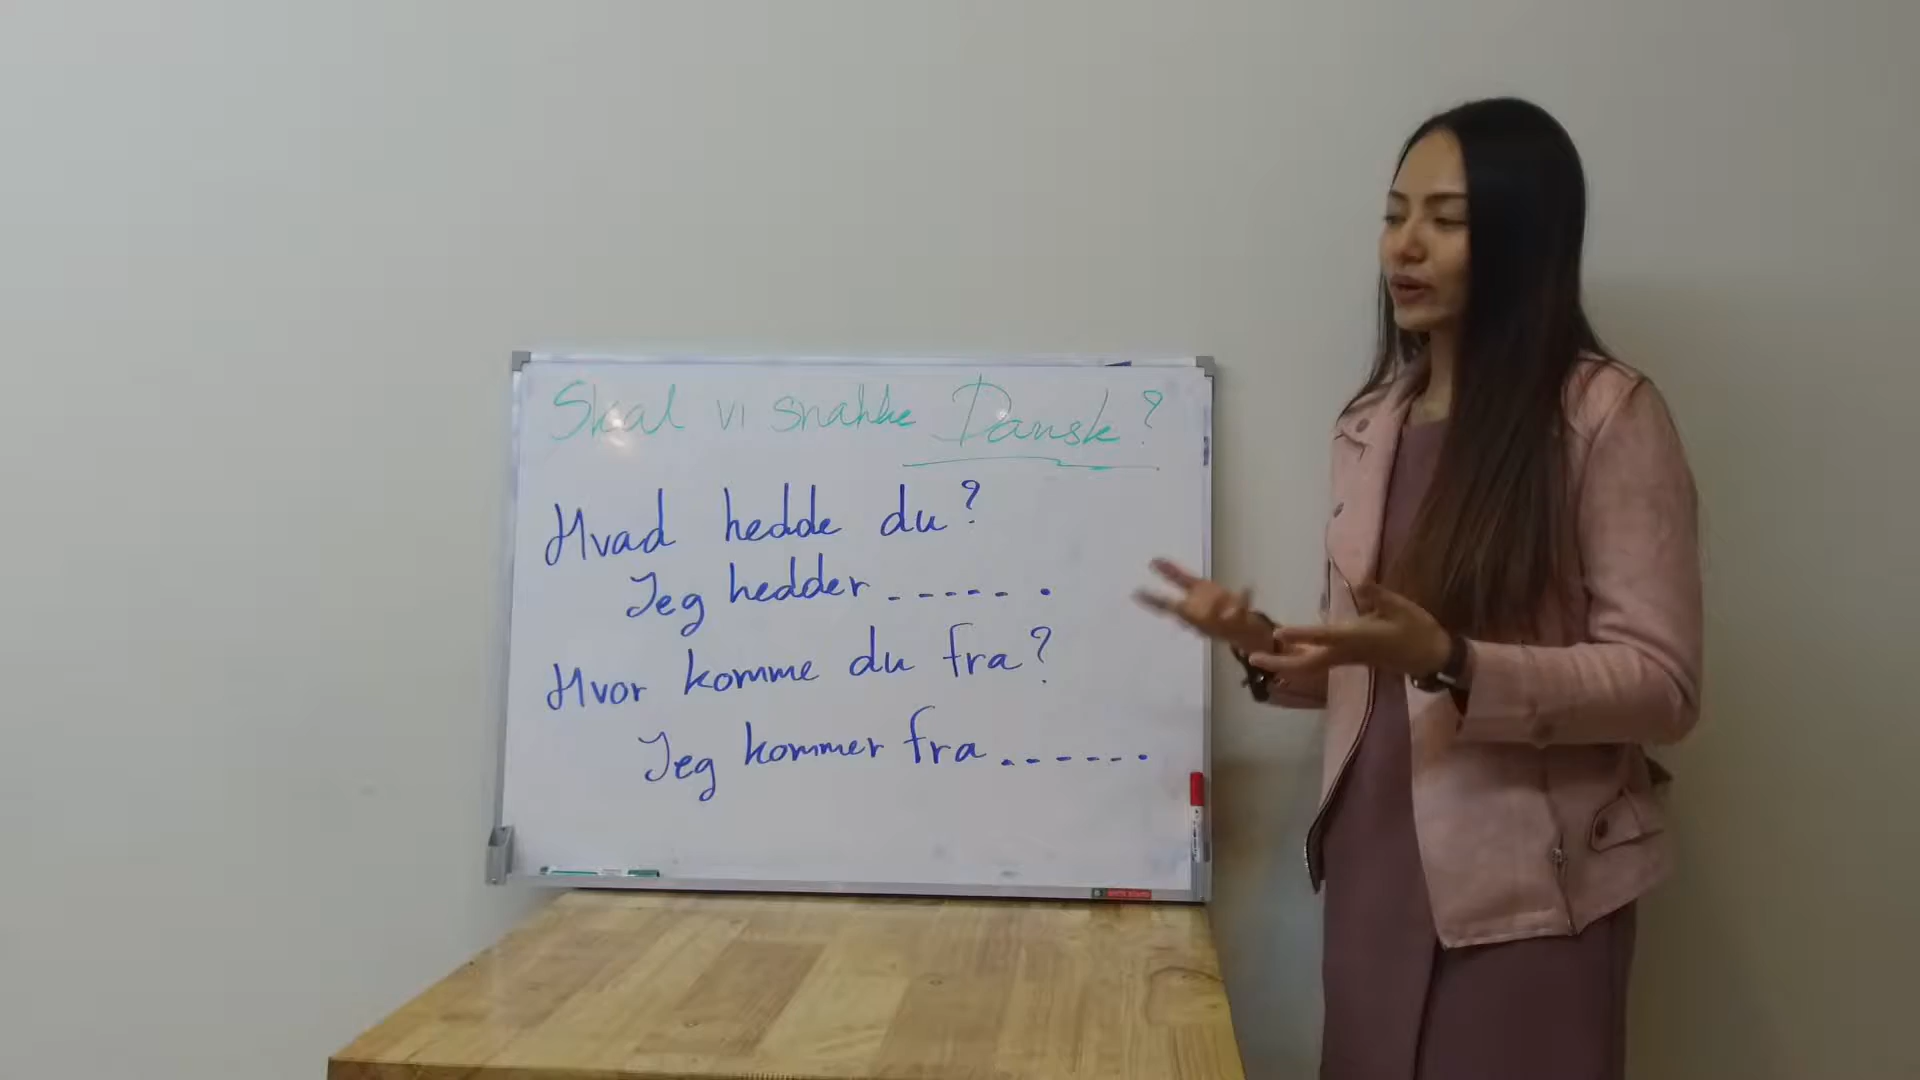 Skal vi snakke Dansk?
Hvad hedde du?
Jeg hedder ...... .
Hvor komme du fra?
Jeg kommer fra ......